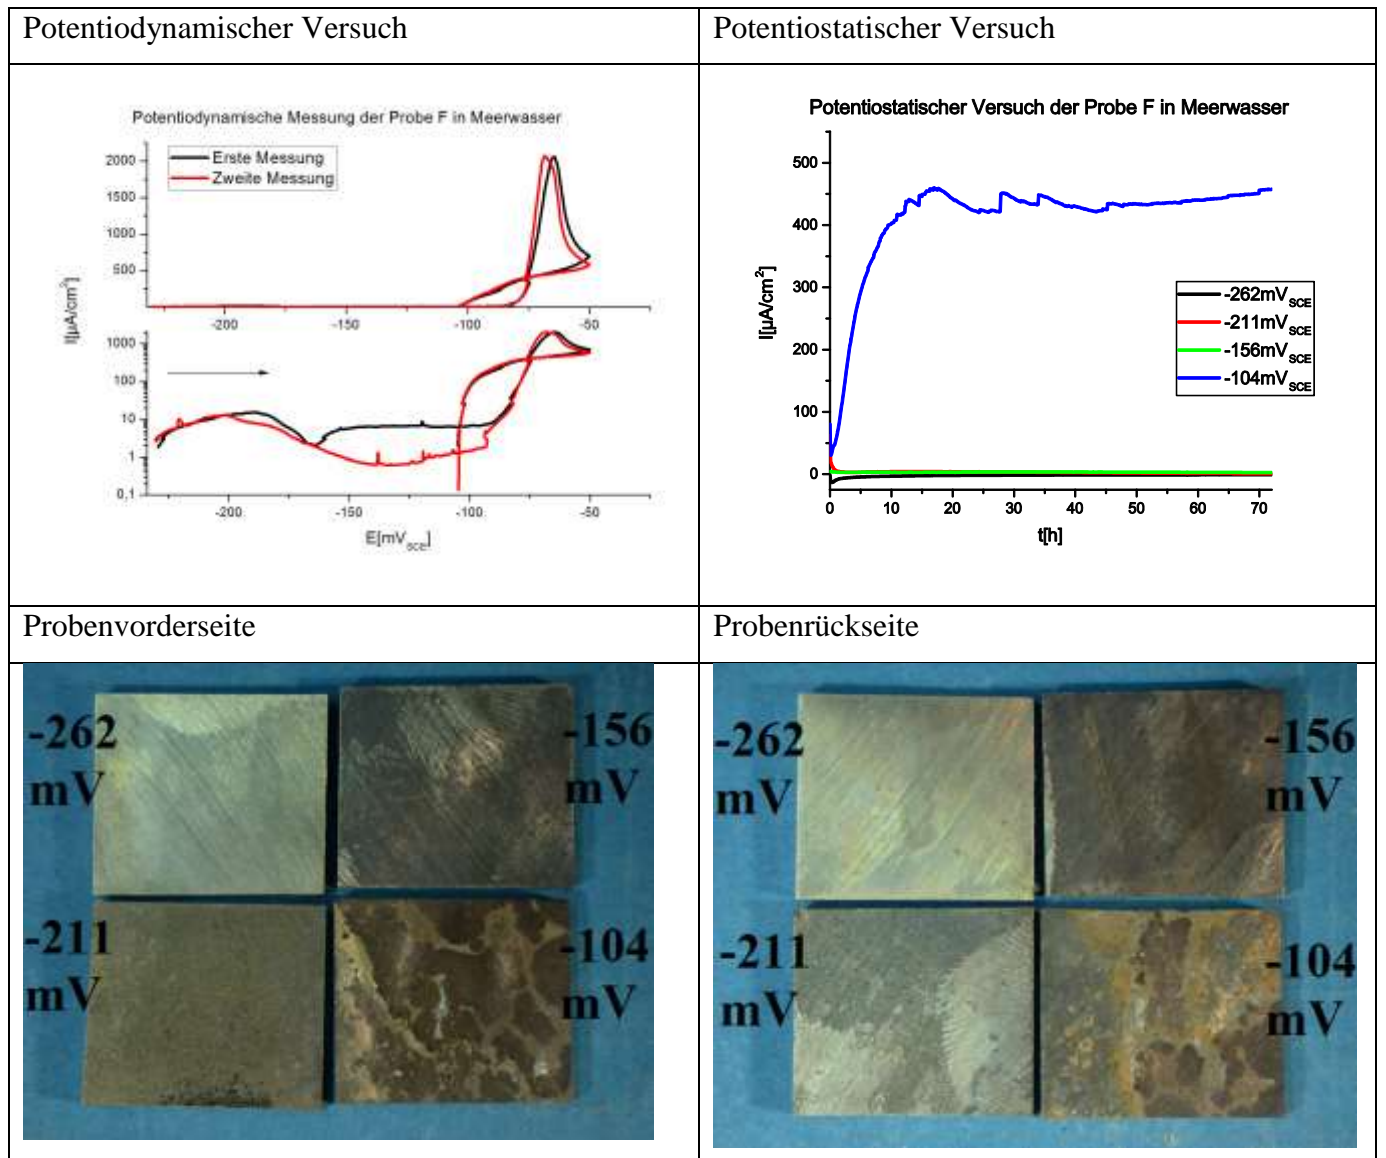 Potentiodynamischer Versuch
Potentiostatischer Versuch
Potentiodynamische Messung der Probe F in Meerwasser
Erste Messung
Zweite Messung
2000
1500
1000
500
-200
-150
-100
-50
I[µA/cm²]
1000
100
10
1
0,1
-200
-150
-100
-50
E[mV_SCE]
Potentiostatischer Versuch der Probe F in Meerwasser
500
400
300
200
100
0
I[µA/cm²]
-262mV_SCE
-211mV_SCE
-156mV_SCE
-104mV_SCE
0 10 20 30 40 50 60 70
t[h]
Probenvorderseite
Probenrückseite
-262 mV
-156 mV
-211 mV
-104 mV
-262 mV
-156 mV
-211 mV
-104 mV